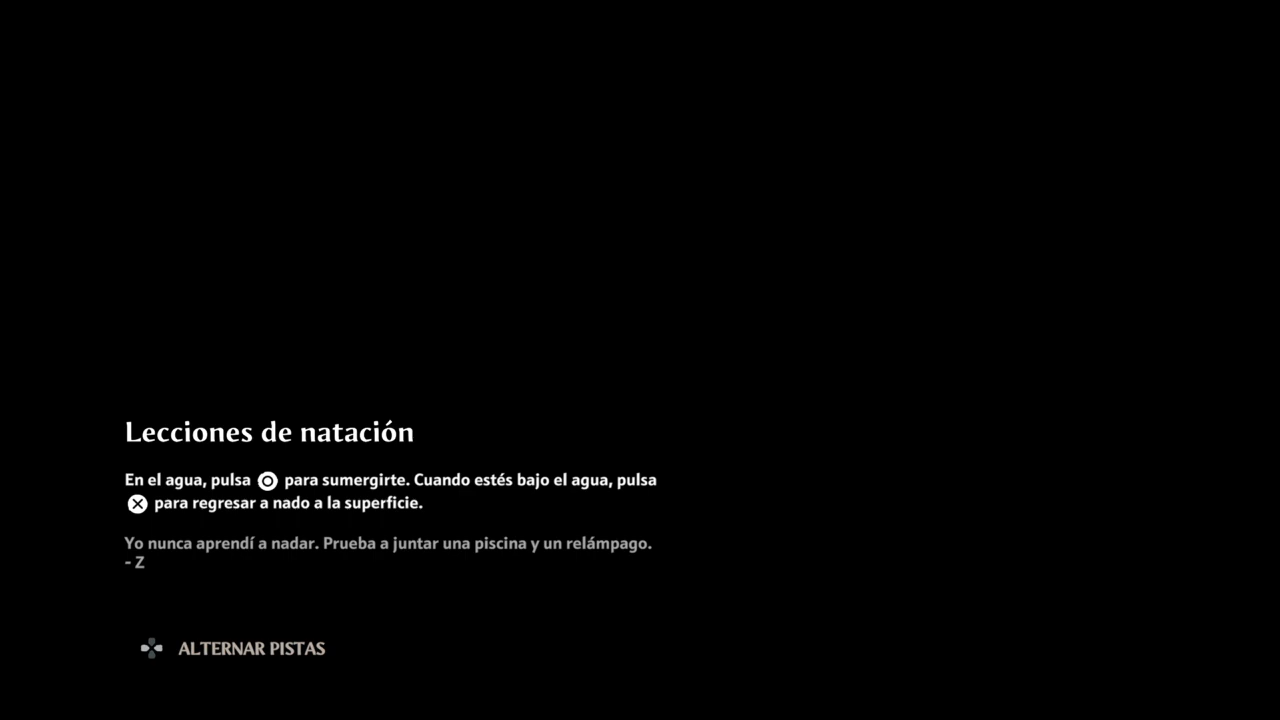 Lecciones de natación
En el agua, pulsa para sumergirte. Cuando estés bajo el agua, pulsa
para regresar a nado a la superficie.
Yo nunca aprendí a nadar. Prueba a juntar una piscina y un relámpago.
- Z
ALTERNAR PISTAS